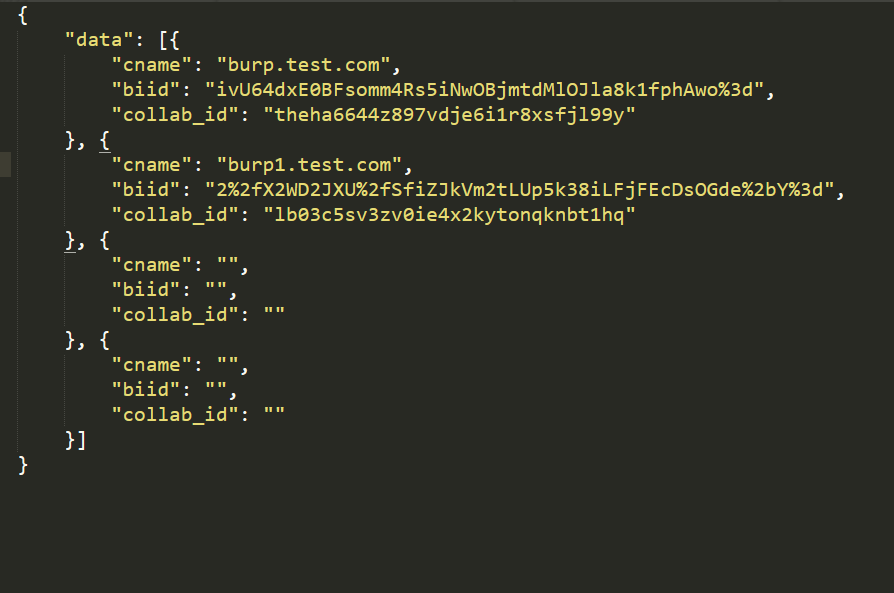 {
    "data": [{
        "cname": "burp.test.com",
        "biid": "ivU64dxE0BFsomm4Rs5iNwOBjmtdMlOJla8k1fphAwo%3d",
        "collab_id": "theha6644z897vdje6i1r8xsfjl99y"
    }, {
        "cname": "burp1.test.com",
        "biid": "2%2fX2WD2JXU%2fSfiZJkVm2tLUp5k38iLFjFEcDsOGde%2bY%3d",
        "collab_id": "lb03c5sv3zv0ie4x2kytonqknbt1hq"
    }, {
        "cname": "",
        "biid": "",
        "collab_id": ""
    }, {
        "cname": "",
        "biid": "",
        "collab_id": ""
    }]
}